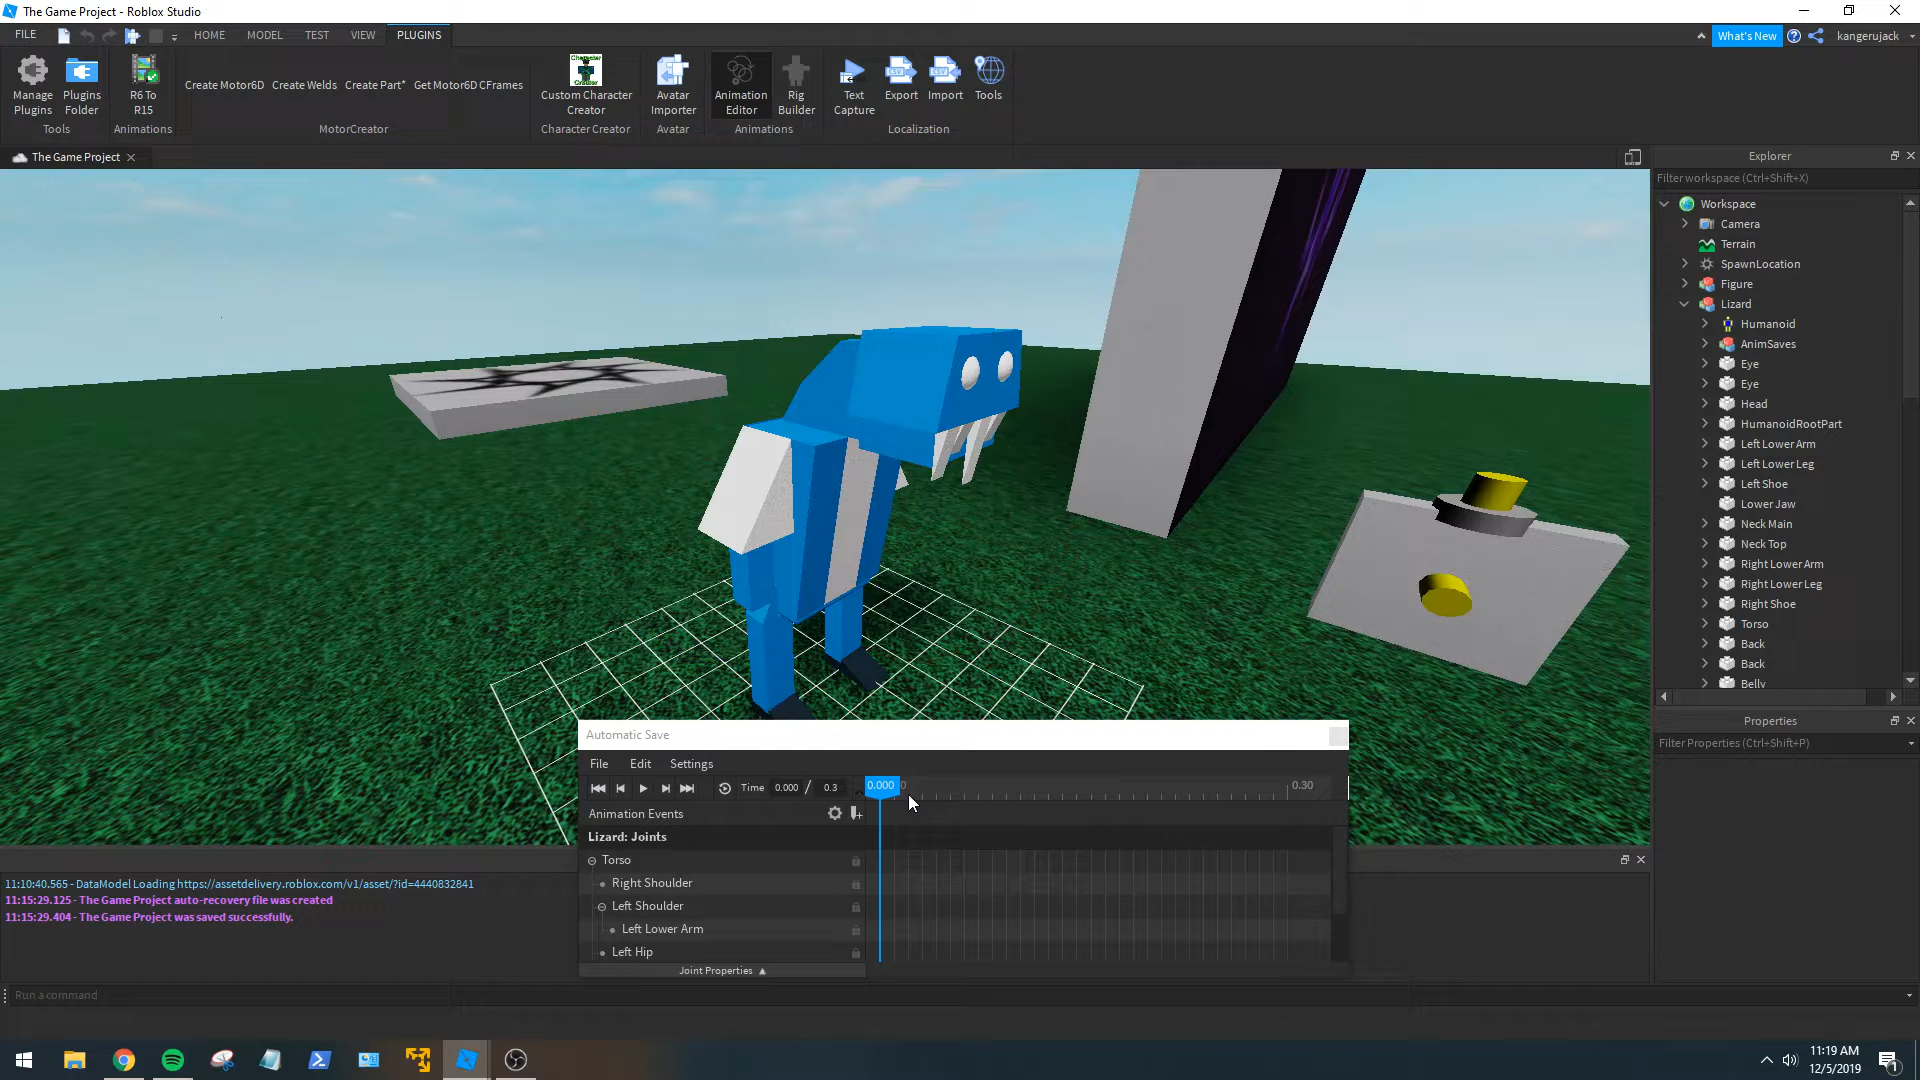 The Game Project - Roblox Studio
FILE
HOME
MODEL
TEST
VIEW
PLUGINS
What's New
kangerujack
Manage
Plugins
Plugins
Folder
Tools
R6 To
R15
Animations
Create Motor6D
Create Welds
Create Part*
Get Motor6D CFrames
MotorCreator
Character
Creator
Custom Character
Creator
Character Creator
Avatar
Importer
Avatar
Animation
Editor
Rig
Builder
Animations
Text
Capture
CSV
Export
CSV
Import
Tools
Localization
The Game Project
Explorer
Filter workspace (Ctrl+Shift+X)
Workspace
Camera
Terrain
SpawnLocation
Figure
Lizard
Humanoid
AnimSaves
Eye
Eye
Head
HumanoidRootPart
Left Lower Arm
Left Lower Leg
Left Shoe
Lower Jaw
Neck Main
Neck Top
Right Lower Arm
Right Lower Leg
Right Shoe
Torso
Back
Back
Belly
Properties
Filter Properties (Ctrl+Shift+P)
Automatic Save
File
Edit
Settings
Time
0.000 / 0.3
0.000
0.30
Animation Events
Lizard: Joints
Torso
Right Shoulder
Left Shoulder
Left Lower Arm
Left Hip
Joint Properties
11:10:40.565 - DataModel Loading https://assetdelivery.roblox.com/v1/asset/?id=4440832841
11:15:29.125 - The Game Project auto-recovery file was created
11:15:29.404 - The Game Project was saved successfully.
Run a command
11:19 AM
12/5/2019
1